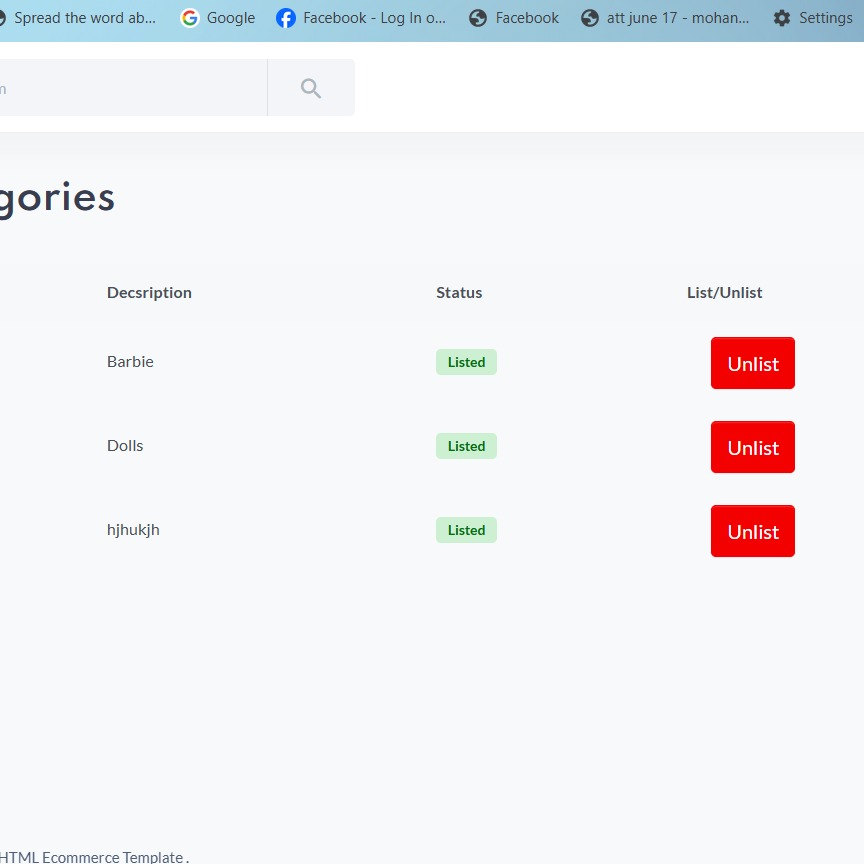 Spread the word ab... Google Facebook - Log In o... Facebook att june 17 - mohan... Settings
gories
Decsription Status List/Unlist
Barbie Listed Unlist
Dolls Listed Unlist
hjhukjh Listed Unlist
HTML Ecommerce Template .